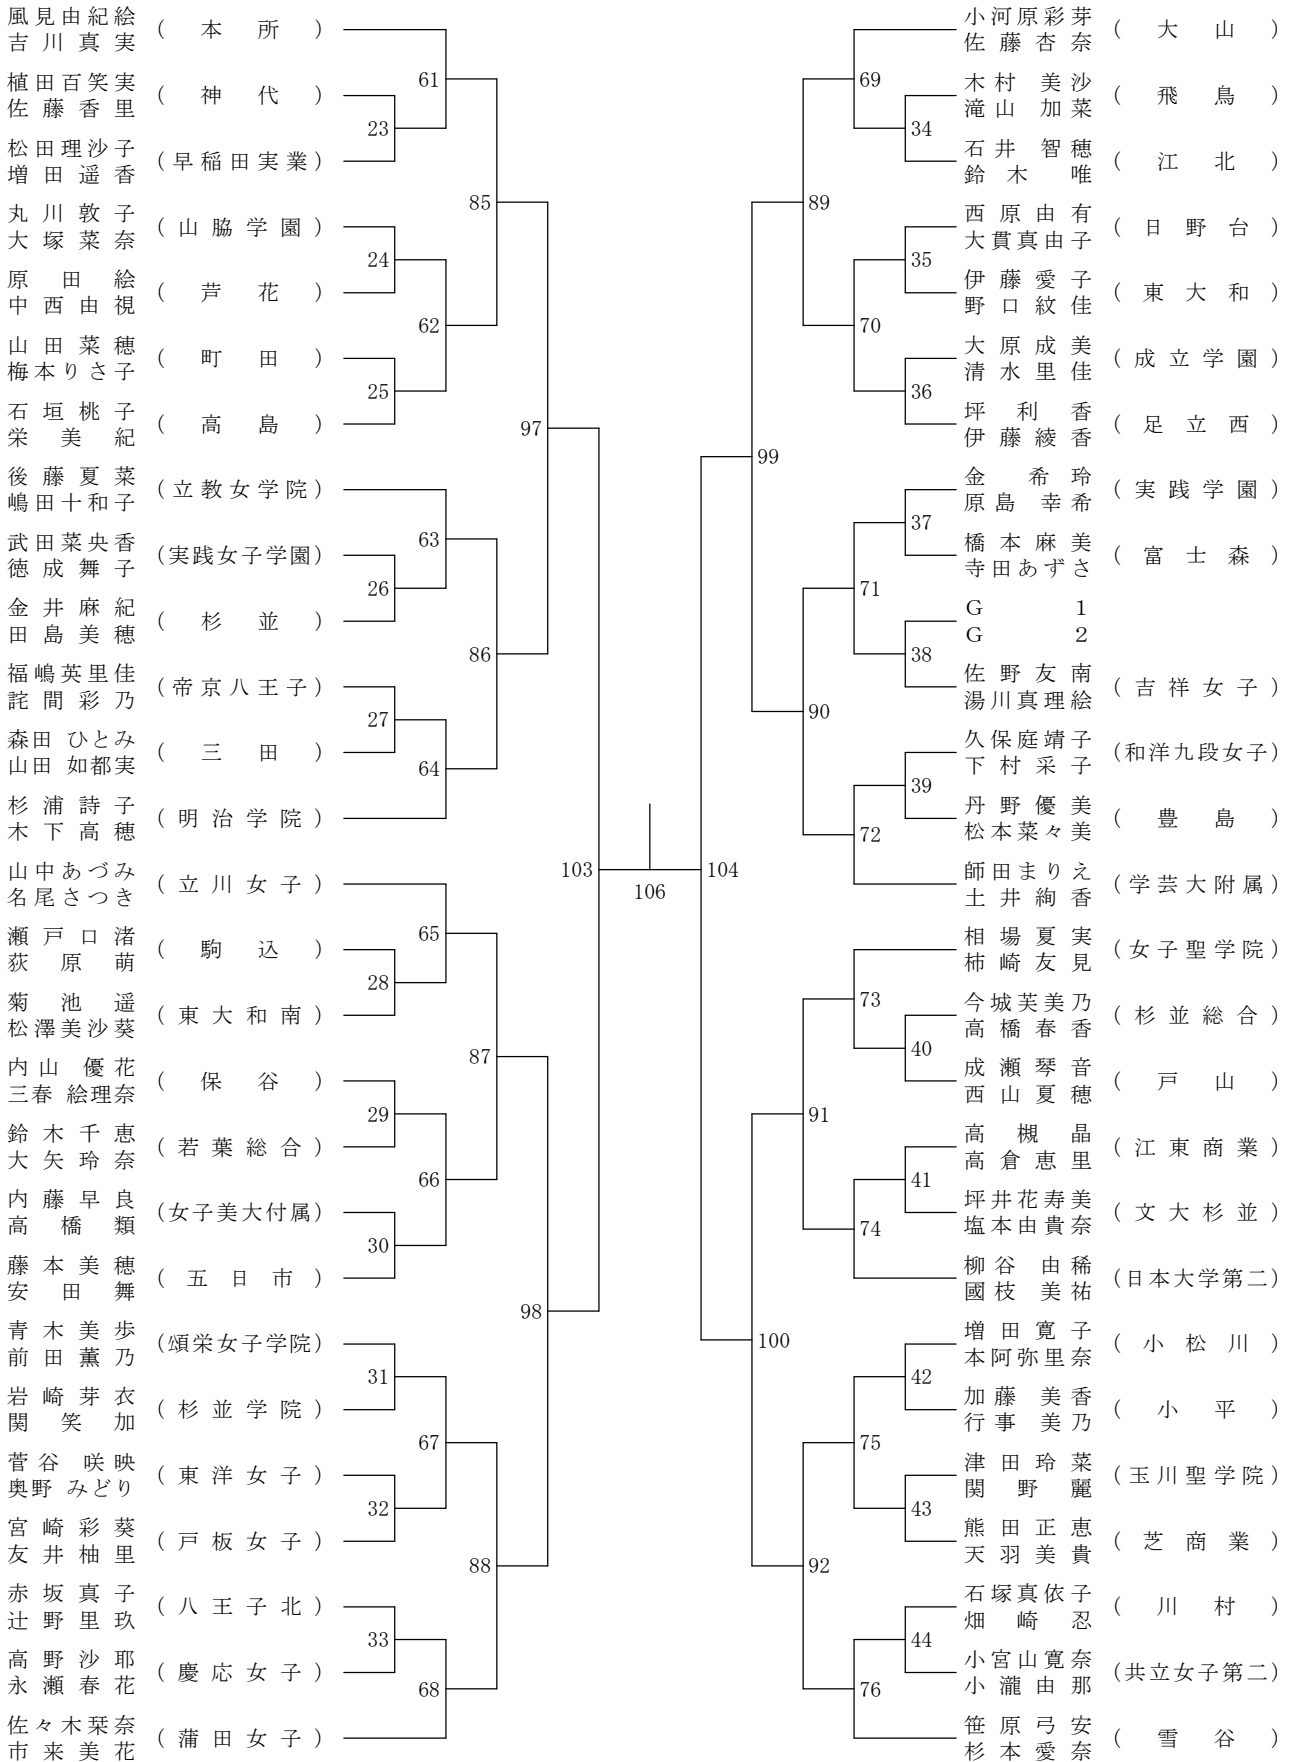 風見由紀絵
吉川真実
(本所)
植田百笑実
佐藤香里
(神代)
松田理沙子
増田遥香
(早稲田実業)
丸川敦子
大塚菜奈
(山脇学園)
原田絵
中西由視
(芦花)
山田菜穂
梅本りさ子
(町田)
石垣桃子
栄美紀
(高島)
後藤夏菜
嶋田十和子
(立教女学院)
武田菜央香
徳成舞子
(実践女子学園)
金井麻紀
田島美穂
(杉並)
福嶋英里佳
詫間彩乃
(帝京八王子)
森田 ひとみ
山田 如都実
(三田)
杉浦詩子
木下高穂
(明治学院)
山中あづみ
名尾さつき
(立川女子)
瀬戸口渚
荻原萌
(駒込)
菊池遥
松澤美沙葵
(東大和南)
内山 優花
三春 絵理奈
(保谷)
鈴木千恵
大矢玲奈
(若葉総合)
内藤早良
高橋類
(女子美大付属)
藤本美穂
安田舞
(五日市)
青木美歩
前田薫乃
(頌栄女子学院)
岩崎芽衣
関笑加
(杉並学院)
菅谷 咲映
奥野 みどり
(東洋女子)
宮崎彩葵
友井柚里
(戸板女子)
赤坂真子
辻野里玖
(八王子北)
高野沙耶
永瀬春花
(慶応女子)
佐々木栞奈
市来美花
(蒲田女子)
61
23
85
24
62
25
97
63
26
86
27
64
103
65
28
87
29
66
30
98
31
67
32
88
33
68
106
104
69
34
89
35
70
36
99
37
71
38
90
39
72
73
40
91
41
74
100
42
75
43
92
44
76
小河原彩芽
佐藤杏奈
(大山)
木村 美沙
滝山 加菜
(飛鳥)
石井 智穂
鈴木 唯
(江北)
西原由有
大貫真由子
(日野台)
伊藤愛子
野口紋佳
(東大和)
大原成美
清水里佳
(成立学園)
坪利香
伊藤綾香
(足立西)
金 希玲
原島 幸希
(実践学園)
橋本麻美
寺田あずさ
(富士森)
G 1
G 2
佐野友南
湯川真理絵
(吉祥女子)
久保庭靖子
下村采子
(和洋九段女子)
丹野優美
松本菜々美
(豊島)
師田まりえ
土井絢香
(学芸大附属)
相場夏実
柿崎友見
(女子聖学院)
今城芙美乃
高橋春香
(杉並総合)
成瀬琴音
西山夏穂
(戸山)
高槻晶
高倉恵里
(江東商業)
坪井花寿美
塩本由貴奈
(文大杉並)
柳谷 由稀
國枝 美祐
(日本大学第二)
増田寛子
本阿弥里奈
(小松川)
加藤 美香
行事 美乃
(小平)
津田玲菜
関野麗
(玉川聖学院)
熊田正恵
天羽美貴
(芝商業)
石塚真依子
畑崎忍
(川村)
小宮山寛奈
小瀧由那
(共立女子第二)
笹原弓安
杉本愛奈
(雪谷)